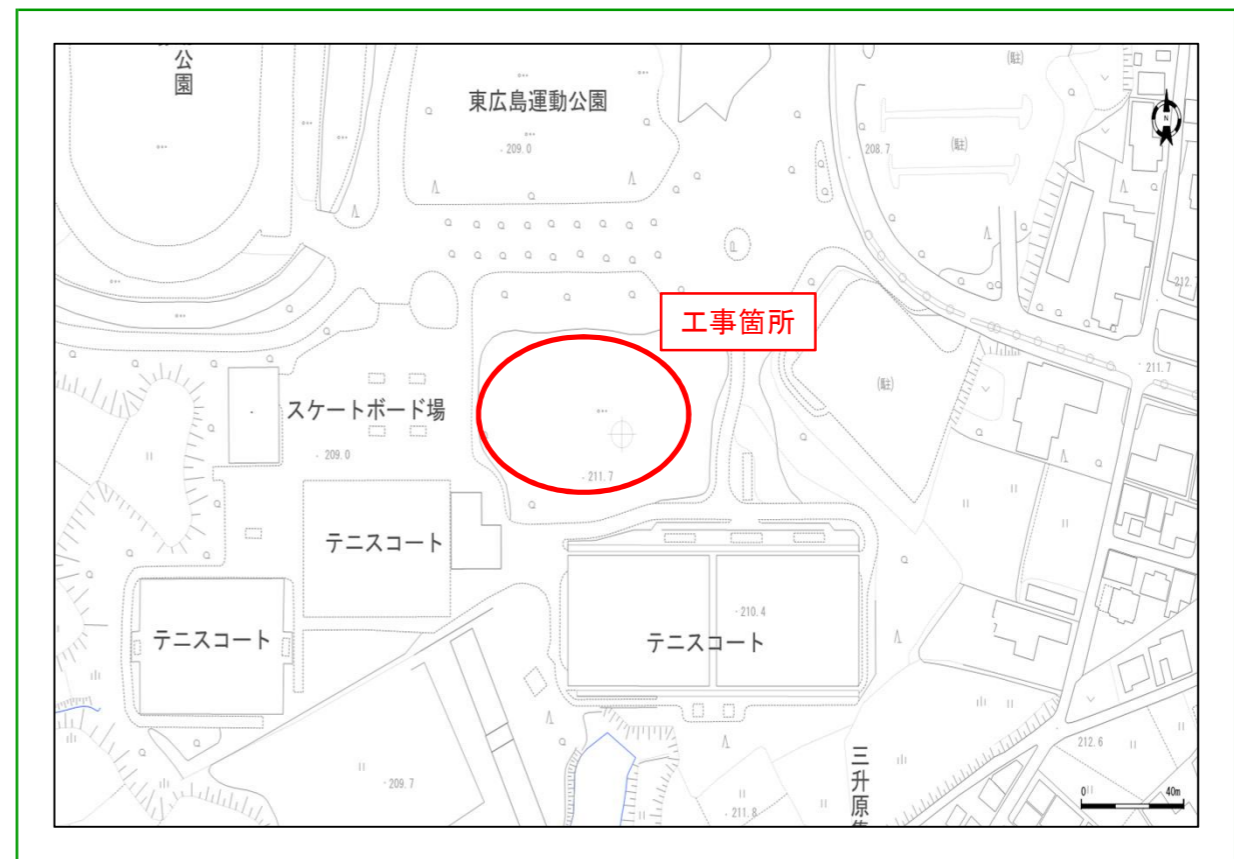 公園
東広島運動公園
(駐)
・209.0
208.7
(駐)
N
212.
工事箇所
・211.7
(駐)
スケートボード場
・209.0
・211.7
テニスコート
・210.4
テニスコート
テニスコート
三升原
212.6
・209.7
・211.8
0
40m